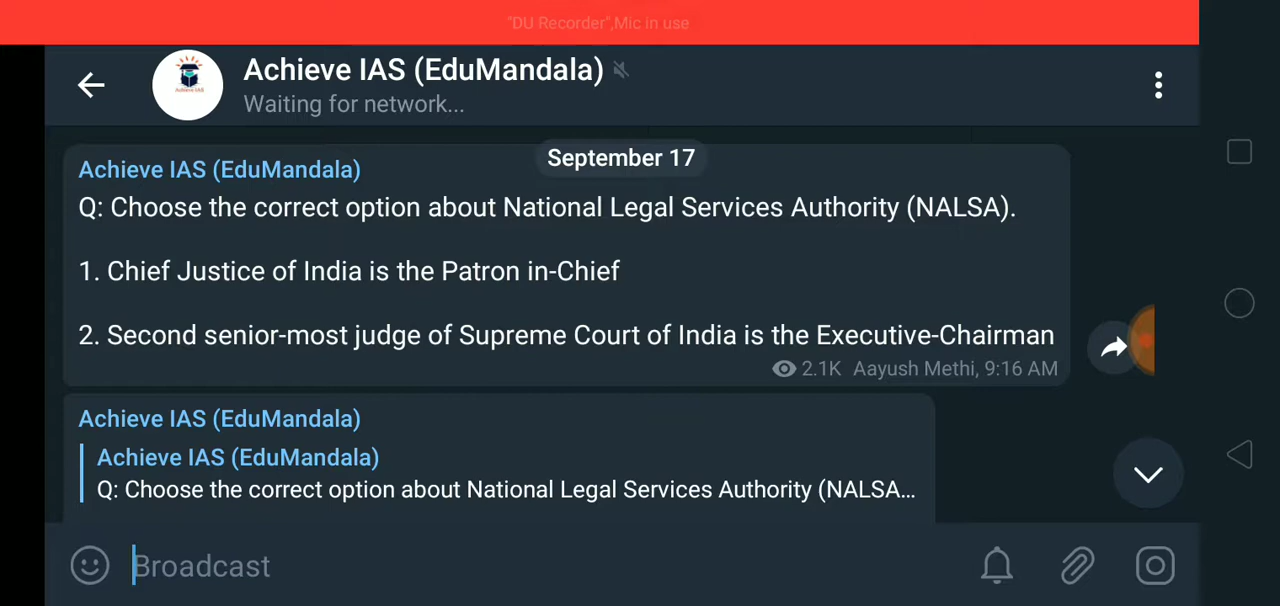 "DU Recorder",Mic in use
Achieve IAS (EduMandala)
Waiting for network...
September 17
Achieve IAS (EduMandala)
Q: Choose the correct option about National Legal Services Authority (NALSA).
1. Chief Justice of India is the Patron in-Chief
2. Second senior-most judge of Supreme Court of India is the Executive-Chairman
2.1K Aayush Methi, 9:16 AM
Achieve IAS (EduMandala)
Achieve IAS (EduMandala)
Q: Choose the correct option about National Legal Services Authority (NALSA...
Broadcast
Achieve IAS